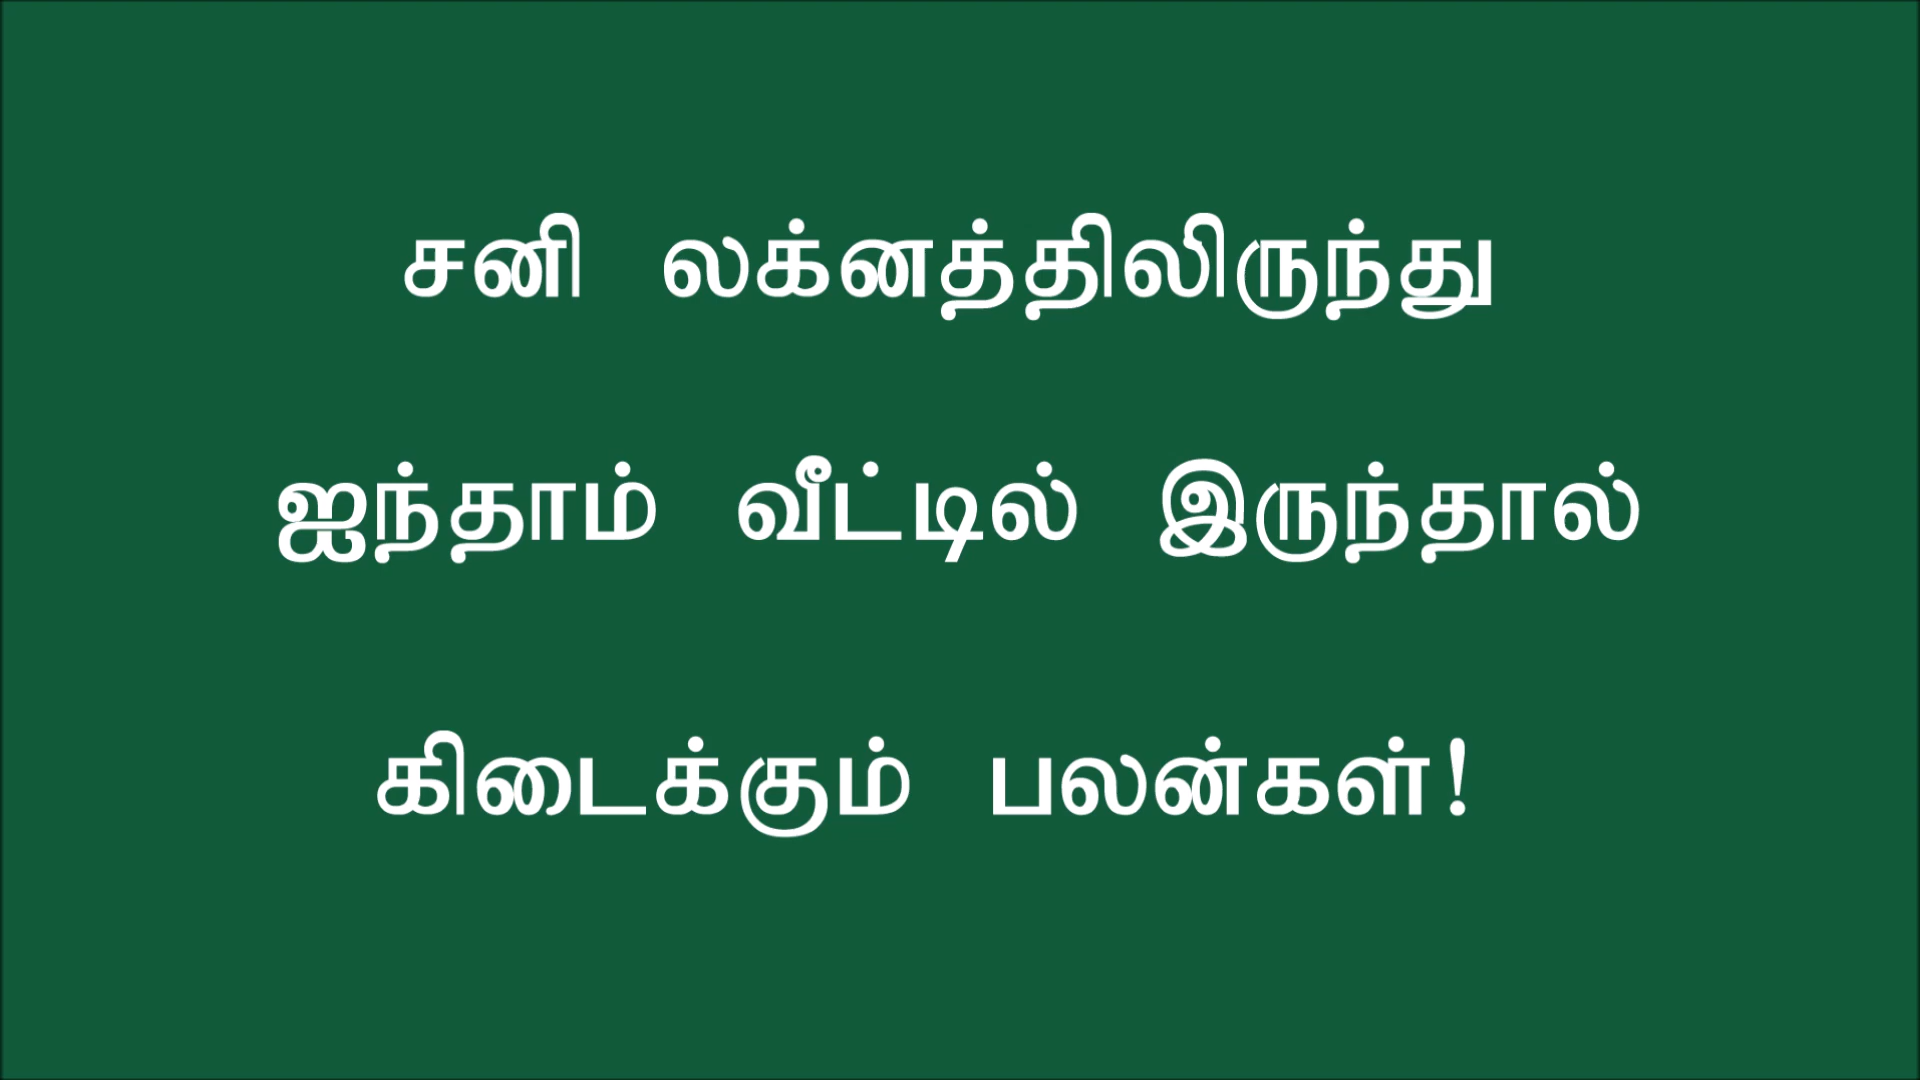 சனி லக்னத்திலிருந்து
ஐந்தாம் வீட்டில் இருந்தால்
கிடைக்கும் பலன்கள்!